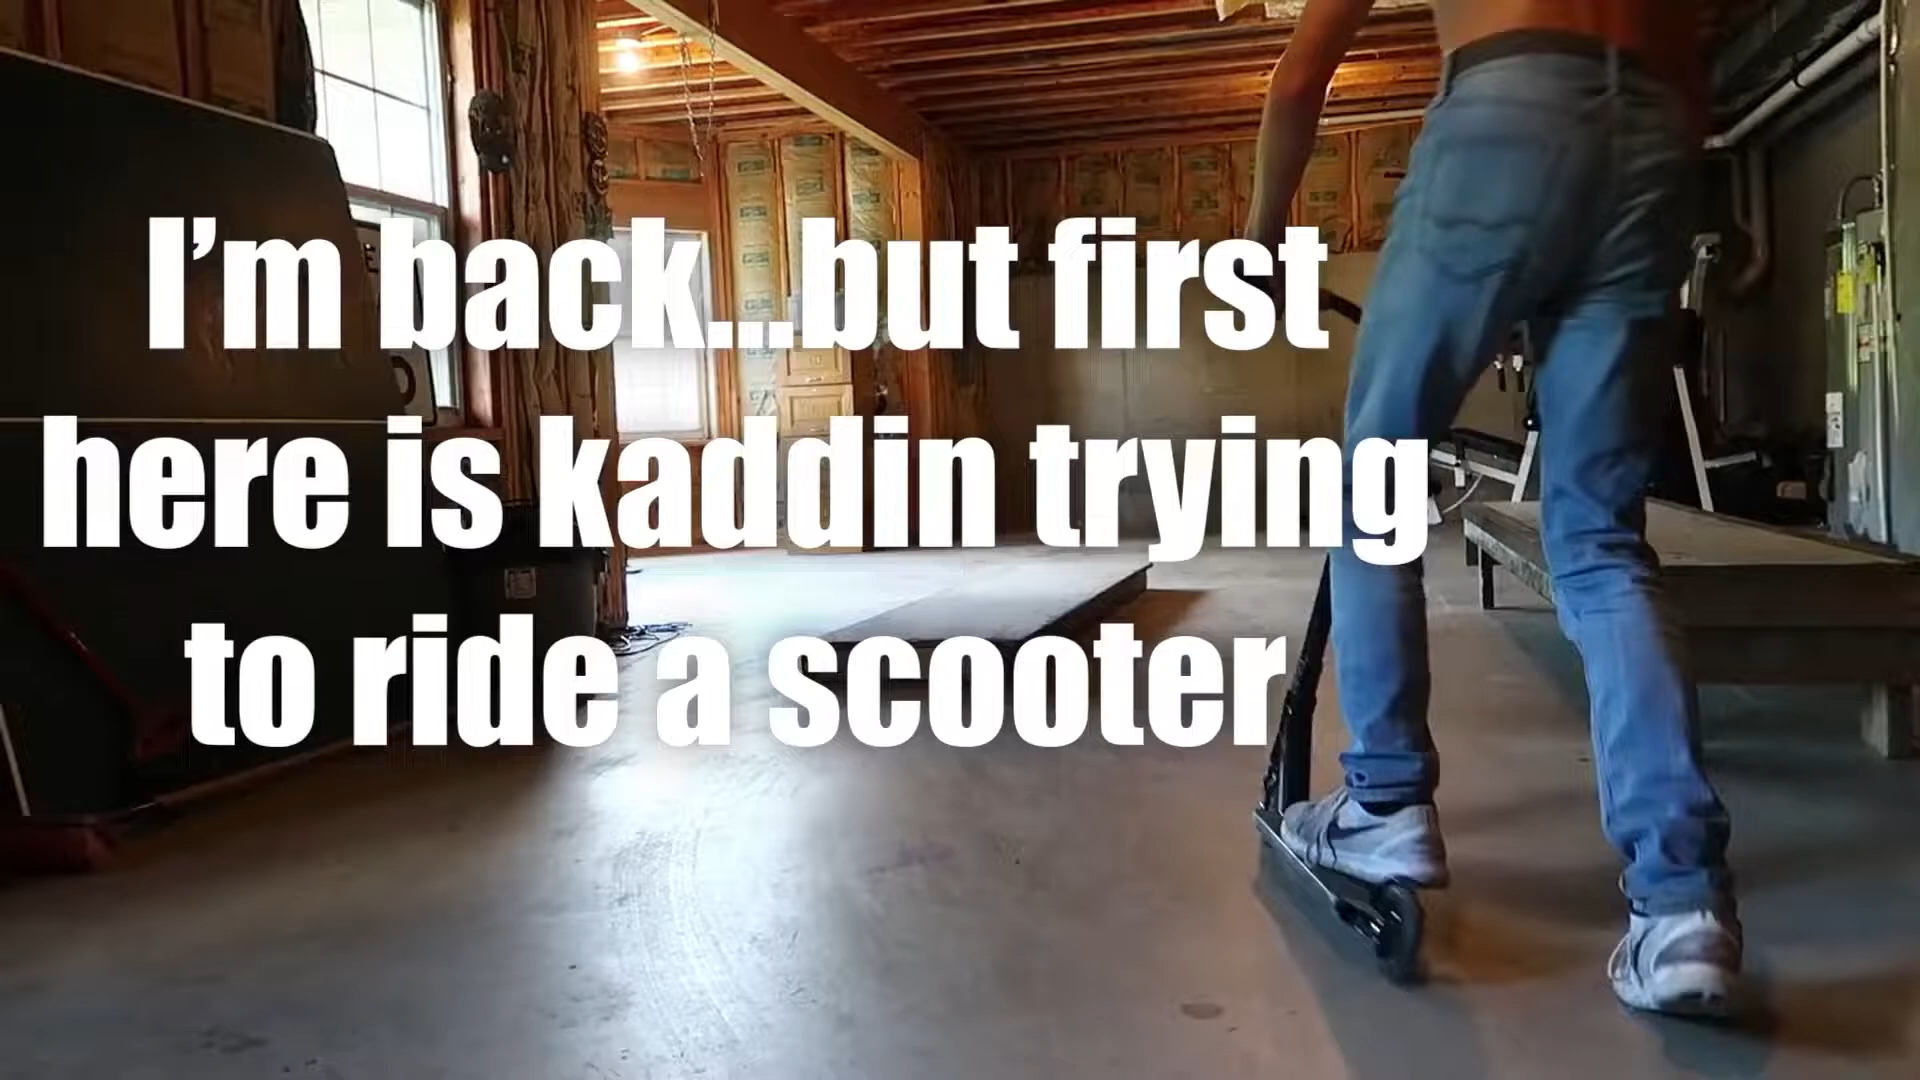 I’m back...but first
here is kaddin trying
to ride a scooter